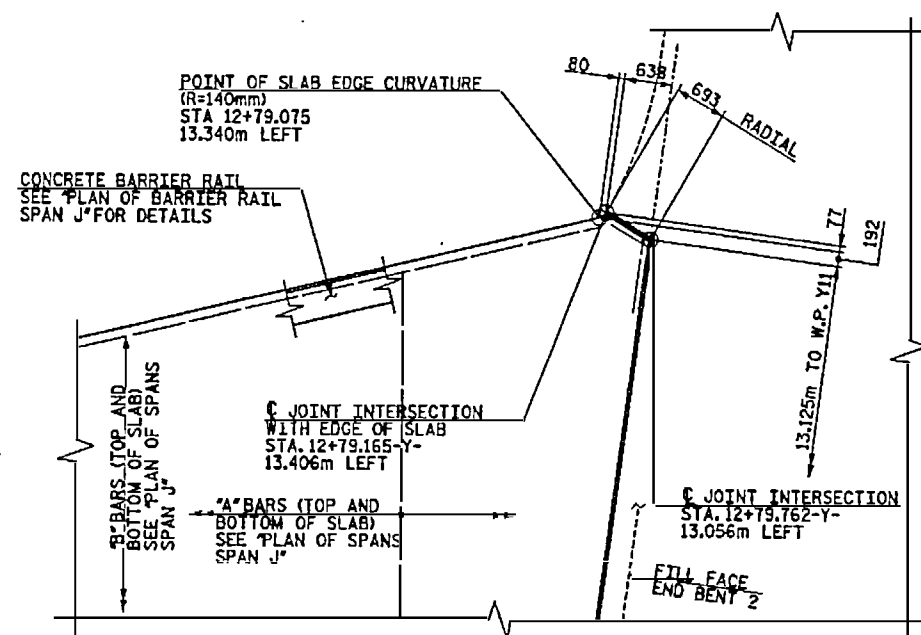 80
638
693
RADIAL
POINT OF SLAB EDGE CURVATURE
(R=140mm)
STA 12+79.075
13.340m LEFT
CONCRETE BARRIER RAIL
SEE "PLAN OF BARRIER RAIL
SPAN J" FOR DETAILS
77
192
13.125m TO W.P. Y11
"B" BARS (TOP AND
BOTTOM OF SLAB)
SEE "PLAN OF SPANS
SPAN J"
℄ JOINT INTERSECTION
WITH EDGE OF SLAB
STA. 12+79.165-Y-
13.406m LEFT
"A" BARS (TOP AND
BOTTOM OF SLAB)
SEE "PLAN OF SPANS
SPAN J"
℄ JOINT INTERSECTION
STA. 12+79.762-Y-
13.056m LEFT
FILL FACE
END BENT 2